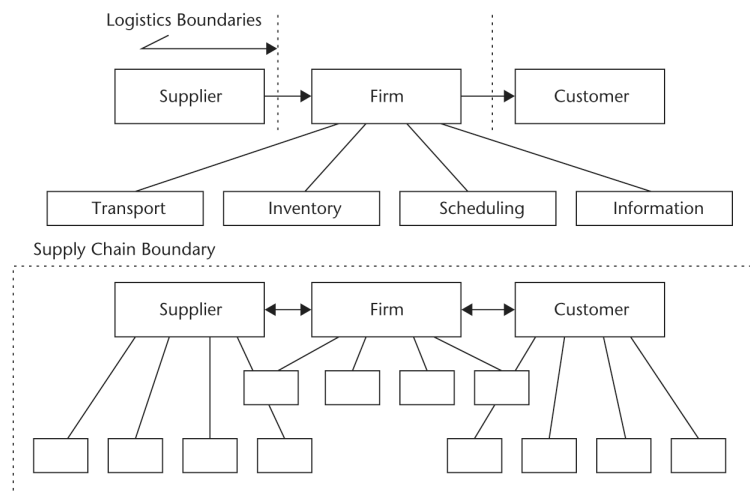 Logistics Boundaries
Supplier
Firm
Customer
Transport
Inventory
Scheduling
Information
Supply Chain Boundary
Supplier
Firm
Customer